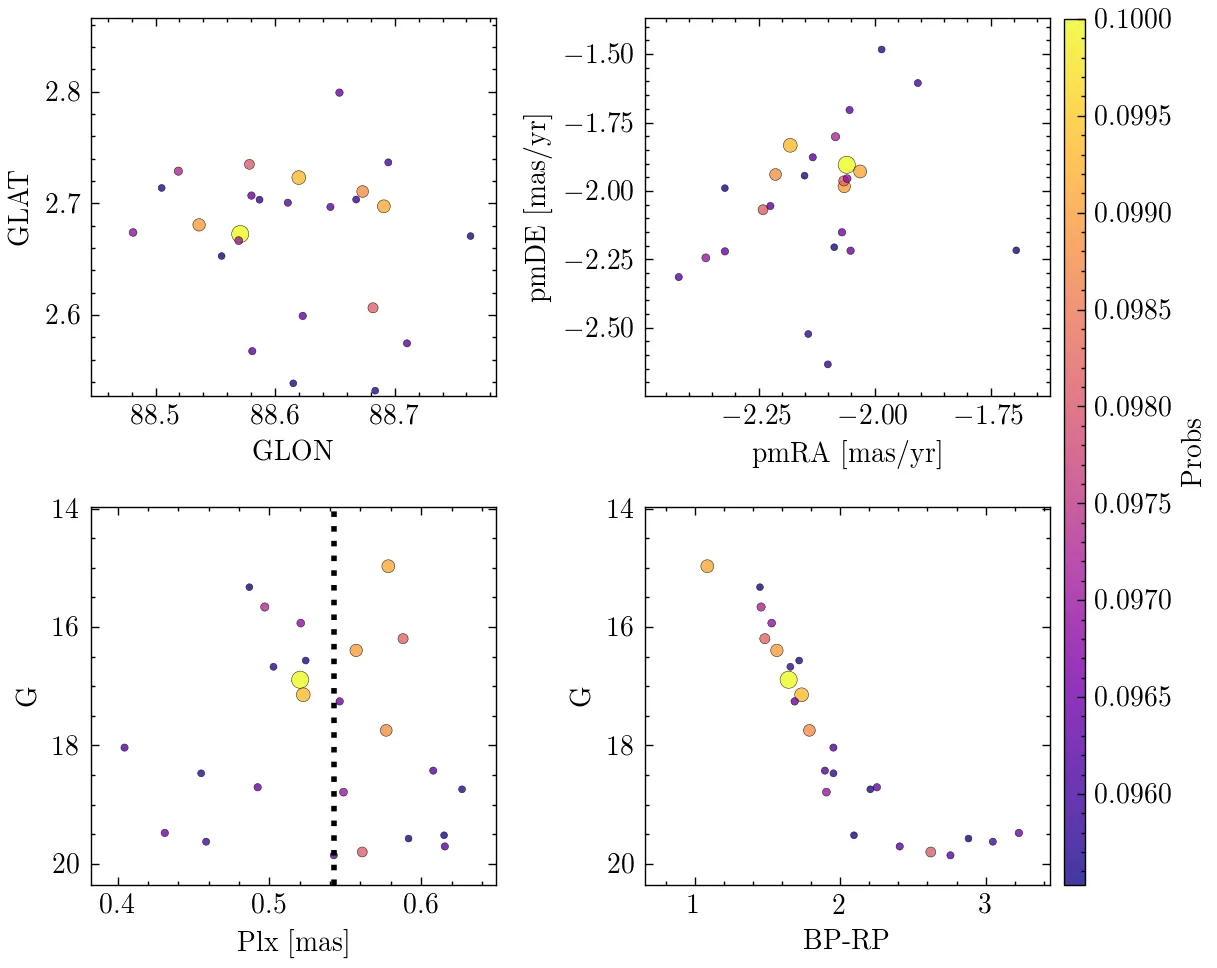 2.8
2.7
2.6
GLAT
88.5 88.6 88.7
GLON
−1.50
−1.75
−2.00
−2.25
−2.50
pmDE [mas/yr]
−2.25 −2.00 −1.75
pmRA [mas/yr]
14
16
18
20
G
0.4 0.5 0.6
Plx [mas]
14
16
18
20
G
1 2 3
BP-RP
0.1000
0.0995
0.0990
0.0985
0.0980
0.0975
0.0970
0.0965
0.0960
Probs